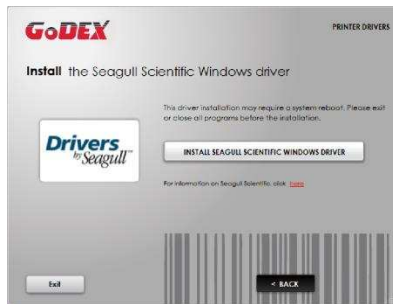 GoDEX
PRINTER DRIVERS
Install the Seagull Scientific Windows driver
This driver installation may require a system reboot. Please exit
or close all programs before the installation.
Drivers
by Seagull™
INSTALL SEAGULL SCIENTIFIC WINDOWS DRIVER
For information on Seagull Scientific, click here
Exit
< BACK